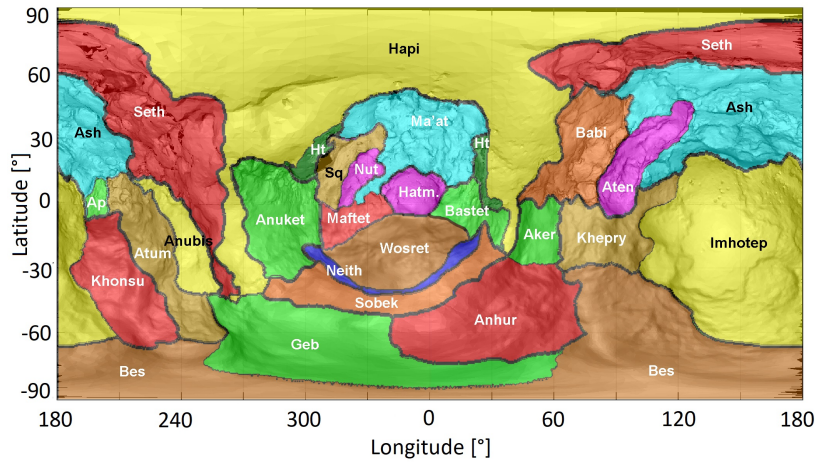 90
60
30
0
-30
-60
-90
Latitude [°]
Hapi
Seth
Seth
Ash
Ash
Ma'at
Babi
Ht
Ht
Sq
Nut
Hatm.
Aten
Ap
Anuket
Maftet
Bastet
Atum
Anubis
Wosret
Aker
Khepry
Imhotep
Khonsu
Neith
Sobek
Anhur
Geb
Bes
Bes
180 240 300 0 60 120 180
Longitude [°]